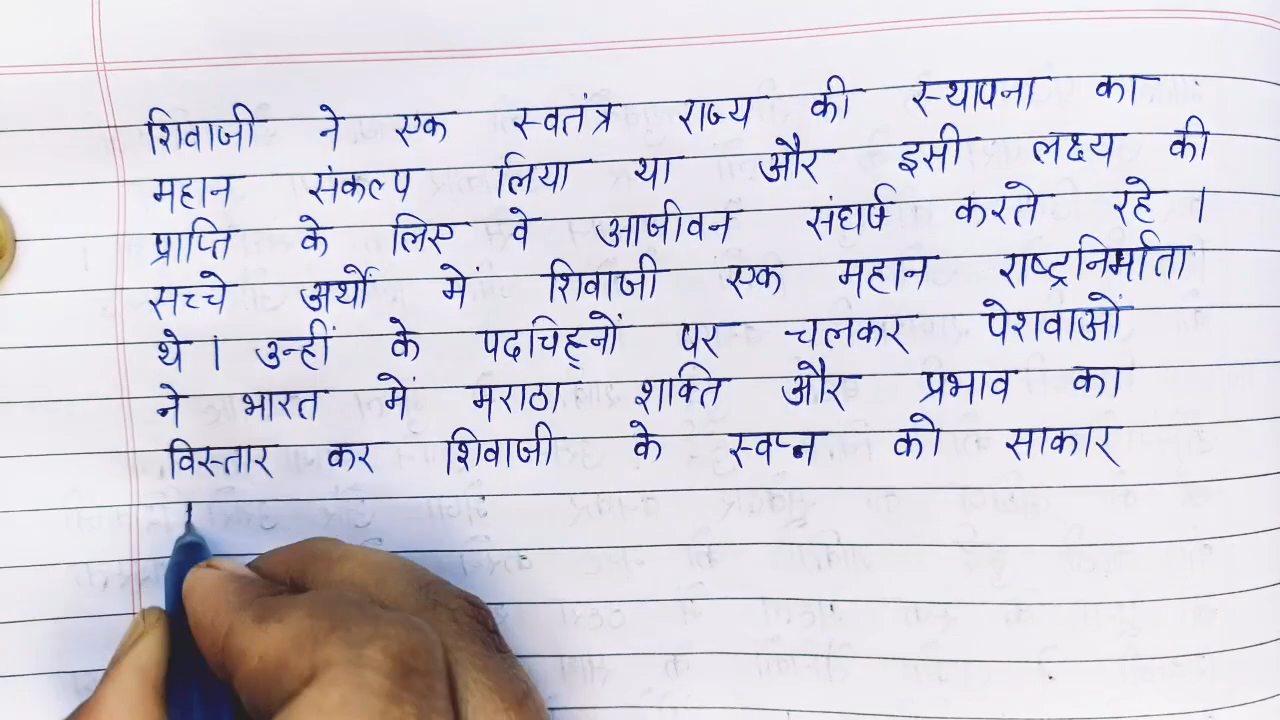 शिवाजी ने एक स्वतंत्र राज्य की स्थापना का
महान संकल्प लिया था और इसी लक्ष्य की
प्राप्ति के लिए वे आजीवन संघर्ष करते रहे ।
सच्चे अर्थों में शिवाजी एक महान राष्ट्रनिर्माता
थे । उन्हीं के पदचिह्नों पर चलकर पेशवाओं
ने भारत में मराठा शक्ति और प्रभाव का
विस्तार कर शिवाजी के स्वप्न को साकार